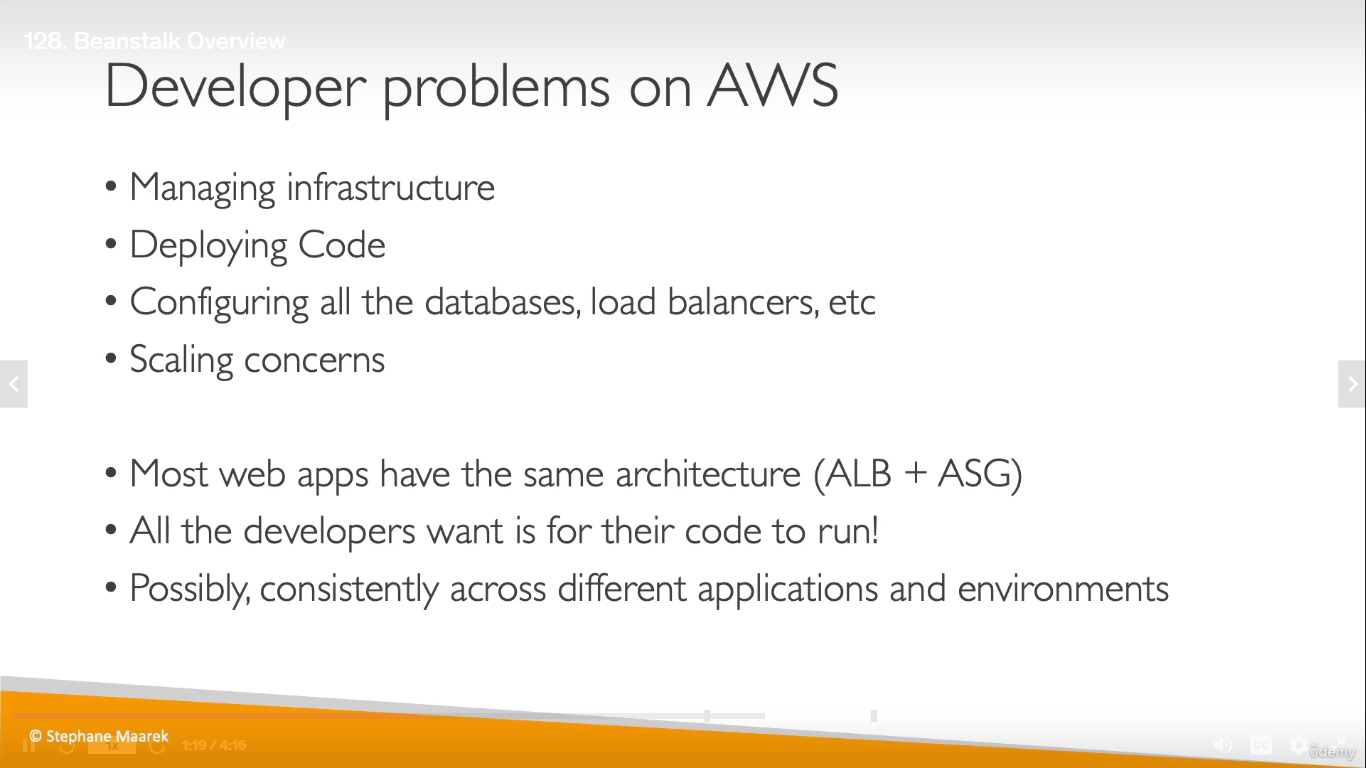 128. Beanstalk Overview
Developer problems on AWS
• Managing infrastructure
• Deploying Code
• Configuring all the databases, load balancers, etc
• Scaling concerns
• Most web apps have the same architecture (ALB + ASG)
• All the developers want is for their code to run!
• Possibly, consistently across different applications and environments
© Stephane Maarek
1x
1:19 / 4:16
CC
ûdemy